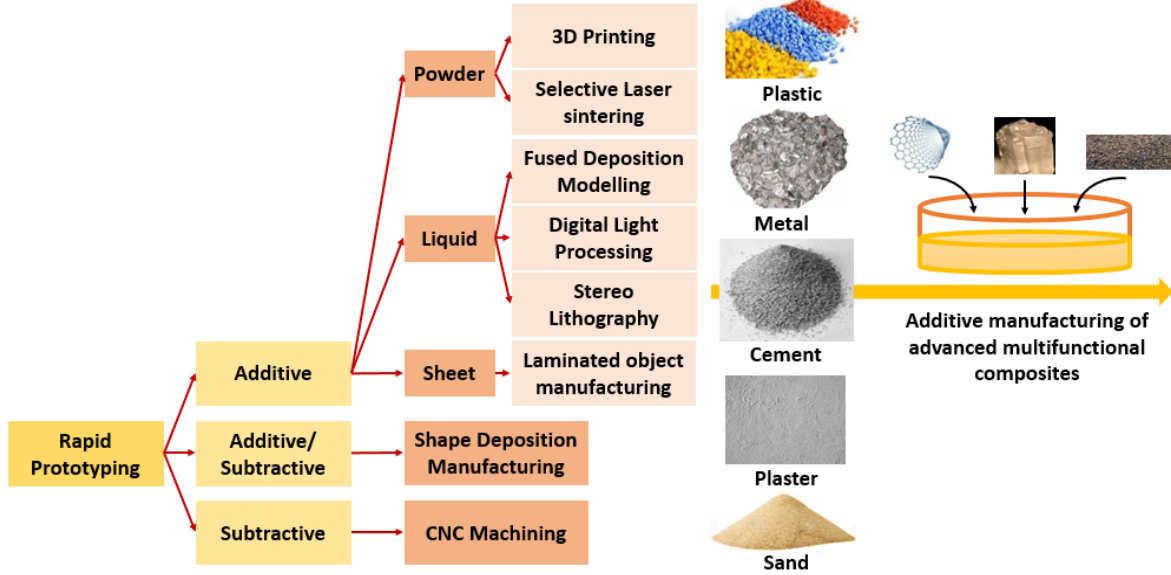 3D Printing
Powder
Selective Laser
sintering
Fused Deposition
Modelling
Liquid
Digital Light
Processing
Stereo
Lithography
Additive
Sheet
Laminated object
manufacturing
Rapid
Prototyping
Additive/
Subtractive
Shape Deposition
Manufacturing
Subtractive
CNC Machining
Plastic
Metal
Cement
Plaster
Sand
Additive manufacturing of
advanced multifunctional
composites